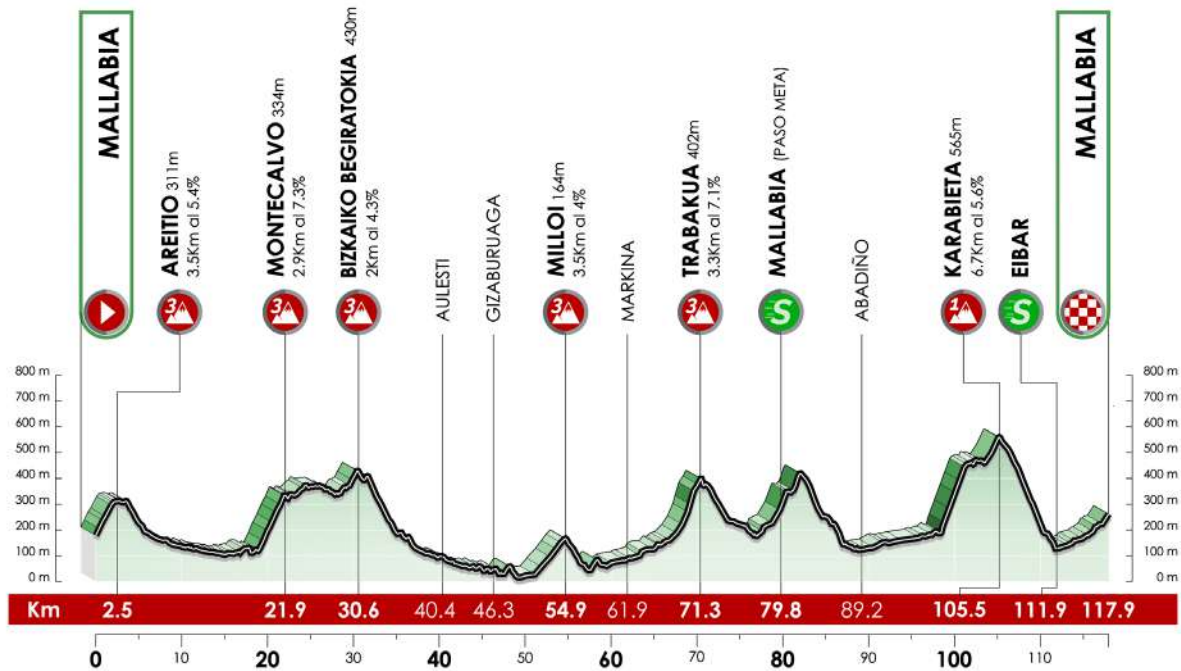 MALLABIA
AREITIO 311m
3.5Km al 5.4%
3
MONTECALVO 334m
2.9Km al 7.3%
3
BIZKAIKO BEGIRATOKIA 430m
2Km al 4.3%
3
AULESTI
GIZABURUAGA
MILLOI 164m
3.5Km al 4%
3
MARKINA
TRABAKUA 402m
3.3Km al 7.1%
3
MALLABIA (PASO META)
S
ABADIÑO
KARABIETA 565m
6.7Km al 5.6%
1
EIBAR
S
MALLABIA
800 m
700 m
600 m
500 m
400 m
300 m
200 m
100 m
0 m
800 m
700 m
600 m
500 m
400 m
300 m
200 m
100 m
0 m
Km 2.5 21.9 30.6 40.4 46.3 54.9 61.9 71.3 79.8 89.2 105.5 111.9 117.9
0 10 20 30 40 50 60 70 80 90 100 110